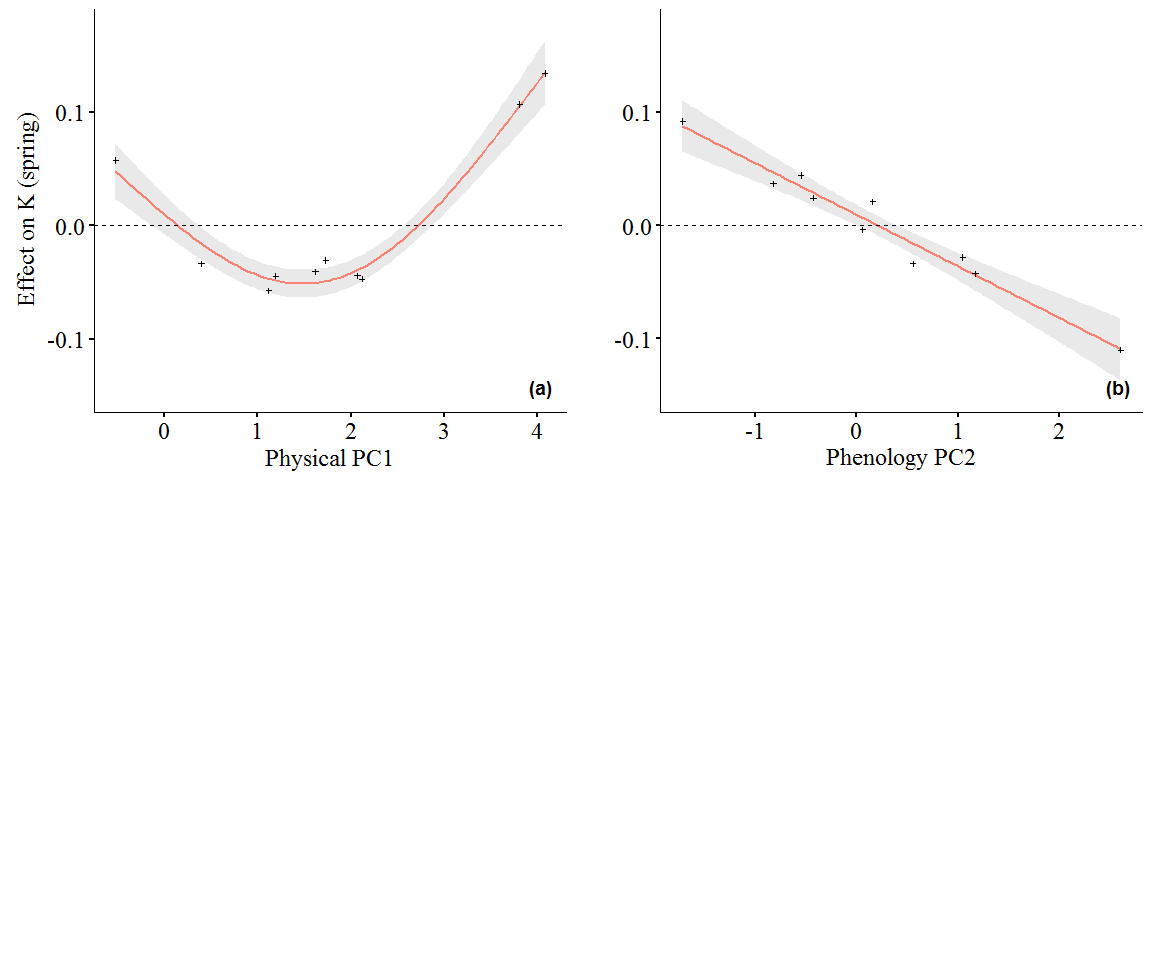 Effect on K (spring)
0.1
0.0
-0.1
(a)
0 1 2 3 4
Physical PC1
0.1
0.0
-0.1
(b)
-1 0 1 2
Phenology PC2